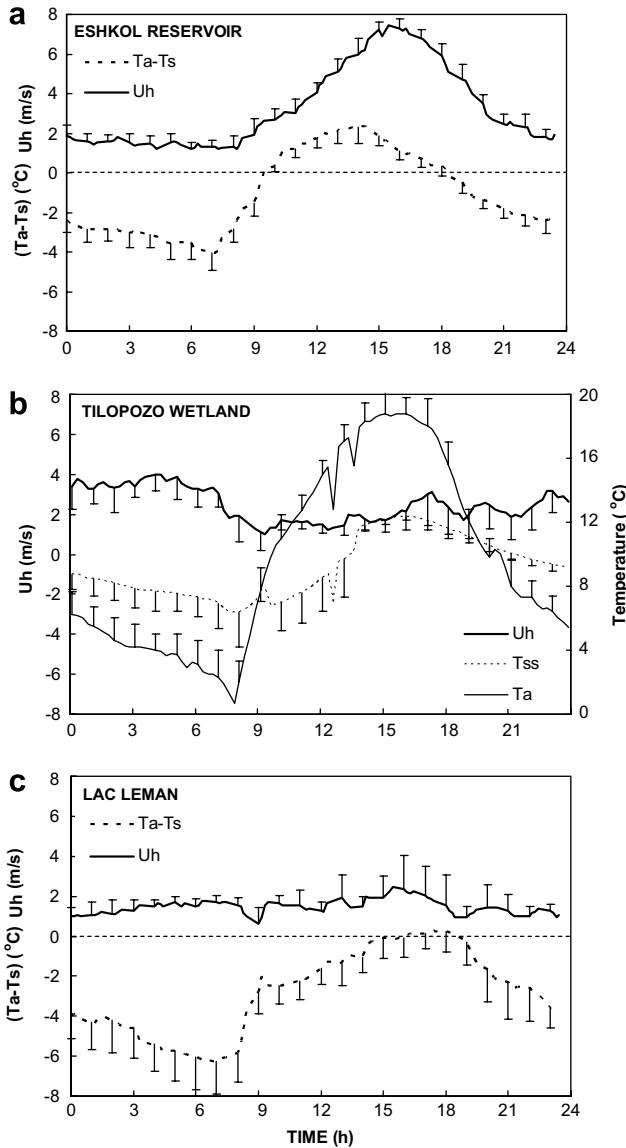 a
ESHKOL RESERVOIR
Ta-Ts
Uh
(Ta-Ts) (°C) Uh (m/s)
8
6
4
2
0
-2
-4
-6
-8
0 3 6 9 12 15 18 21 24
b
TILOPOZO WETLAND
Uh (m/s)
8
6
4
2
0
-2
-4
-6
-8
20
16
12
8
4
0
Temperature (°C)
Uh
Tss
Ta
0 3 6 9 12 15 18 21
c
LAC LEMAN
Ta-Ts
Uh
(Ta-Ts) (°C) Uh (m/s)
8
6
4
2
0
-2
-4
-6
-8
0 3 6 9 12 15 18 21 24
TIME (h)